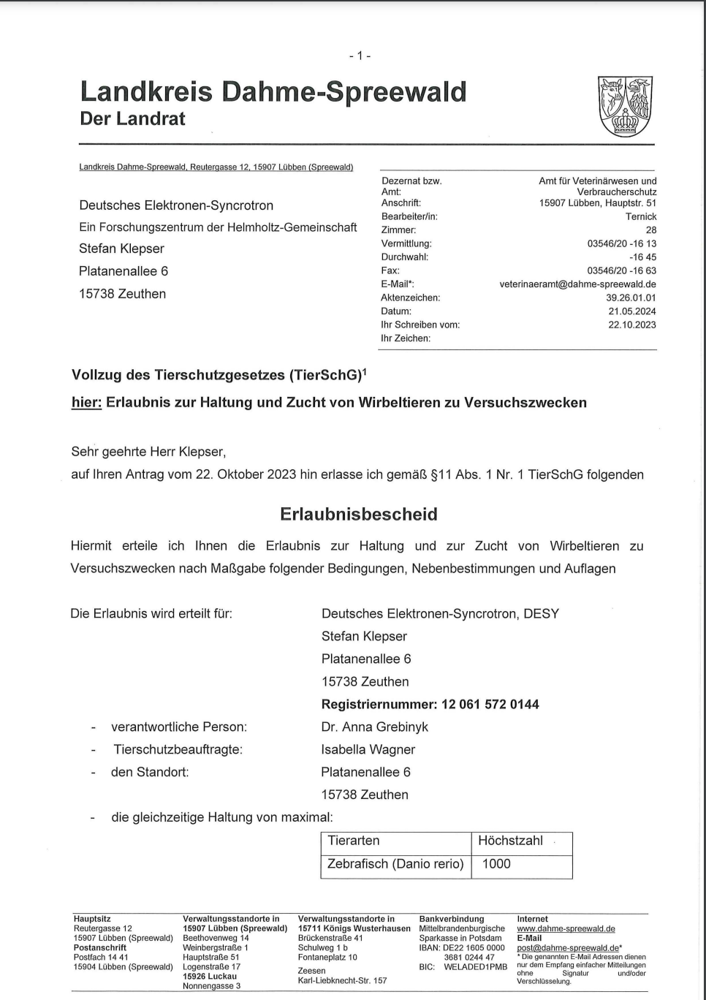 - 1 -
Landkreis Dahme-Spreewald
Der Landrat
Landkreis Dahme-Spreewald, Reutergasse 12, 15907 Lübben (Spreewald)
Deutsches Elektronen-Syncrotron
Ein Forschungszentrum der Helmholtz-Gemeinschaft
Stefan Klepser
Platanenallee 6
15738 Zeuthen
Dezernat bzw. Amt für Veterinärwesen und
Amt: Verbraucherschutz
Anschrift: 15907 Lübben, Hauptstr. 51
Bearbeiter/in: Ternick
Zimmer: 28
Vermittlung: 03546/20 -16 13
Durchwahl: -16 45
Fax: 03546/20 -16 63
E-Mail*: veterinaeramt@dahme-spreewald.de
Aktenzeichen: 39.26.01.01
Datum: 21.05.2024
Ihr Schreiben vom: 22.10.2023
Ihr Zeichen:
Vollzug des Tierschutzgesetzes (TierSchG)¹
hier: Erlaubnis zur Haltung und Zucht von Wirbeltieren zu Versuchszwecken
Sehr geehrte Herr Klepser,
auf Ihren Antrag vom 22. Oktober 2023 hin erlasse ich gemäß §11 Abs. 1 Nr. 1 TierSchG folgenden
Erlaubnisbescheid
Hiermit erteile ich Ihnen die Erlaubnis zur Haltung und zur Zucht von Wirbeltieren zu
Versuchszwecken nach Maßgabe folgender Bedingungen, Nebenbestimmungen und Auflagen
Die Erlaubnis wird erteilt für: Deutsches Elektronen-Syncrotron, DESY
Stefan Klepser
Platanenallee 6
15738 Zeuthen
Registriernummer: 12 061 572 0144
- verantwortliche Person: Dr. Anna Grebinyk
- Tierschutzbeauftragte: Isabella Wagner
- den Standort: Platanenallee 6
15738 Zeuthen
- die gleichzeitige Haltung von maximal:
Tierarten Höchstzahl
Zebrafisch (Danio rerio) 1000
Hauptsitz
Reutergasse 12
15907 Lübben (Spreewald)
Postanschrift
Postfach 14 41
15904 Lübben (Spreewald)
Verwaltungsstandorte in
15907 Lübben (Spreewald)
Beethovenweg 14
Weinbergstraße 1
Hauptstraße 51
Logenstraße 17
15926 Luckau
Nonnengasse 3
Verwaltungsstandorte in
15711 Königs Wusterhausen
Brückenstraße 41
Schulweg 1 b
Fontaneplatz 10
Zeesen
Karl-Liebknecht-Str. 157
Bankverbindung
Mittelbrandenburgische
Sparkasse in Potsdam
IBAN: DE22 1605 0000
3681 0244 47
BIC: WELADED1PMB
Internet
www.dahme-spreewald.de
E-Mail
post@dahme-spreewald.de*
* Die genannten E-Mail Adressen dienen
nur dem Empfang einfacher Mitteilungen
ohne Signatur und/oder
Verschlüsselung.